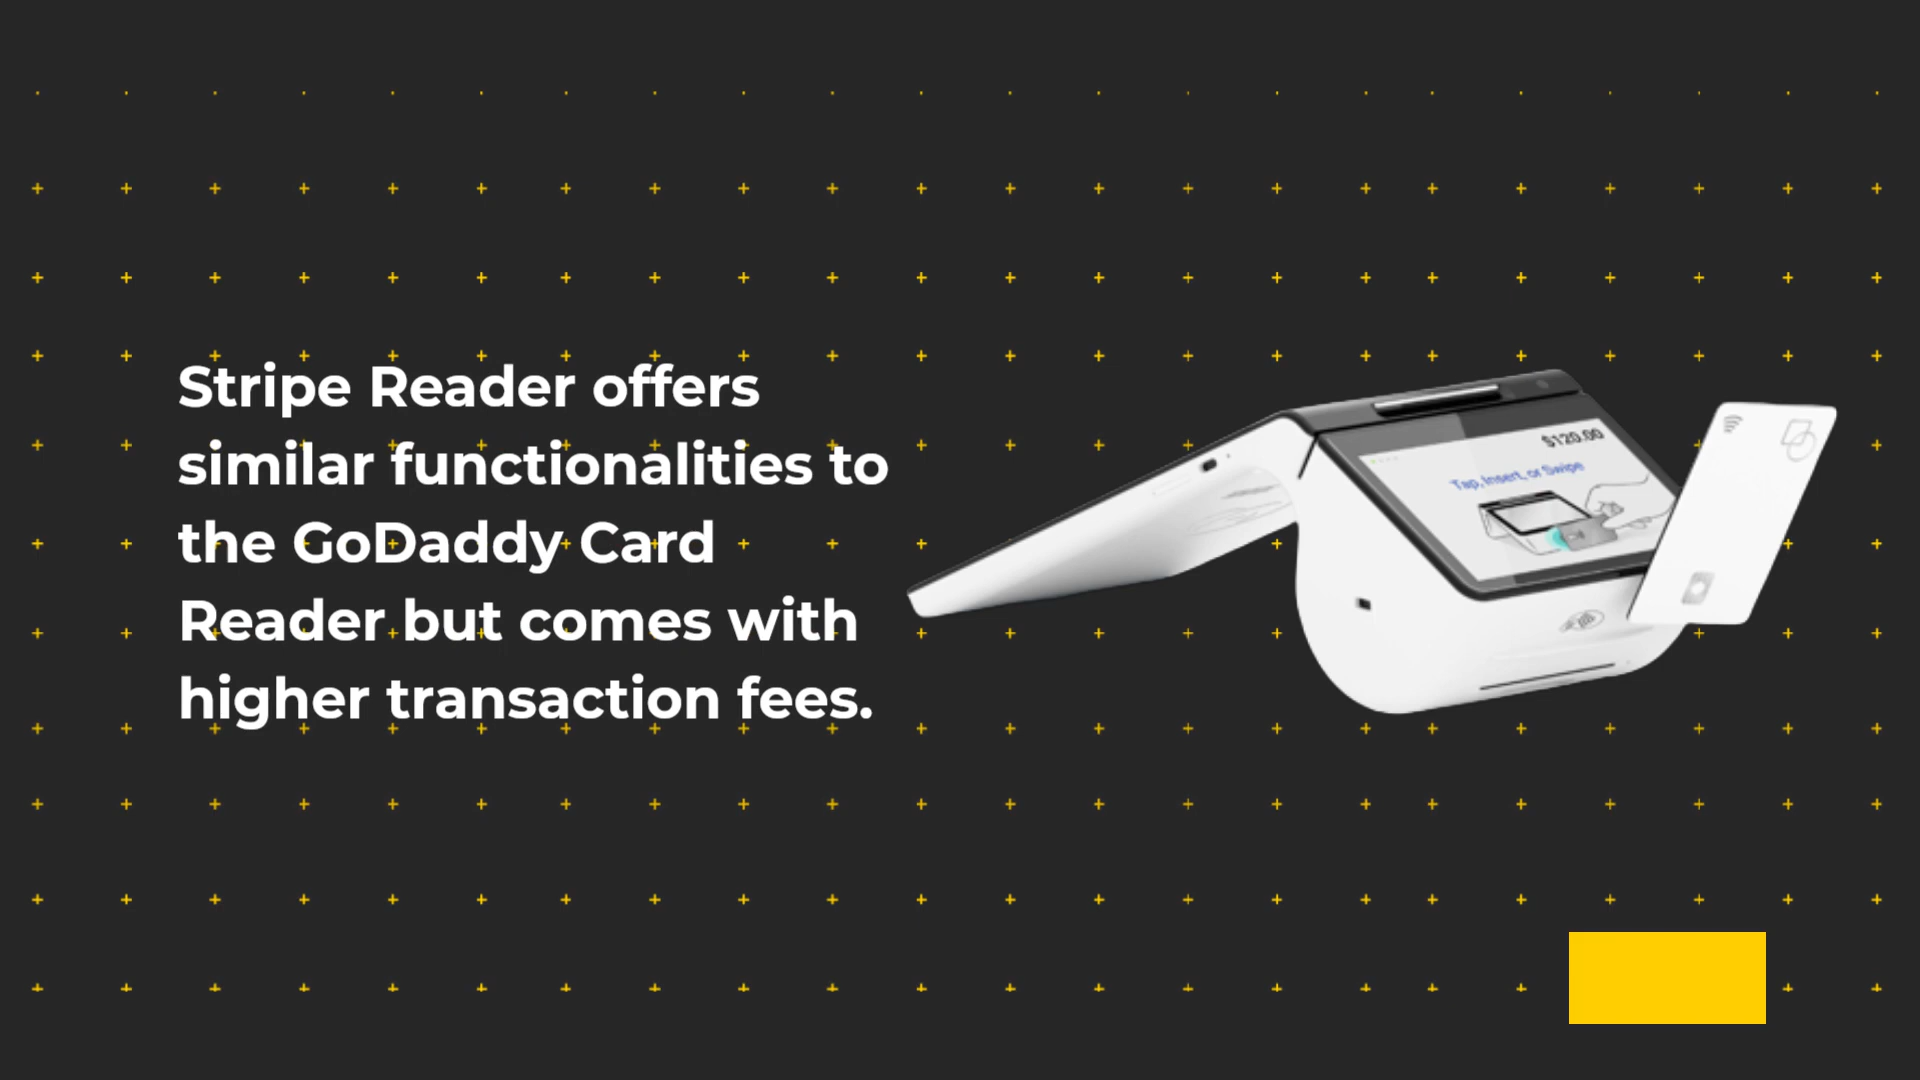 Stripe Reader offers
similar functionalities to
the GoDaddy Card
Reader but comes with
higher transaction fees.
$120.00
Tap, Insert, or Swipe